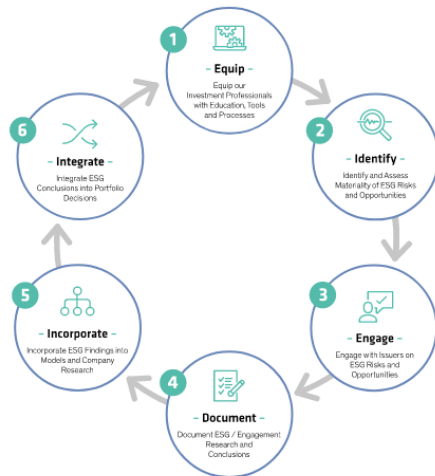 1
- Equip -
Equip our
Investment Professionals
with Education, Tools
and Processes
2
- Identify -
Identify and Assess
Materiality of ESG Risks
and Opportunities
3
- Engage -
Engage with Issuers on
ESG Risks and
Opportunities
4
- Document -
Document ESG / Engagement
Research and
Conclusions
5
- Incorporate -
Incorporate ESG Findings into
Models and Company
Research
6
- Integrate -
Integrate ESG
Conclusions into Portfolio
Decisions